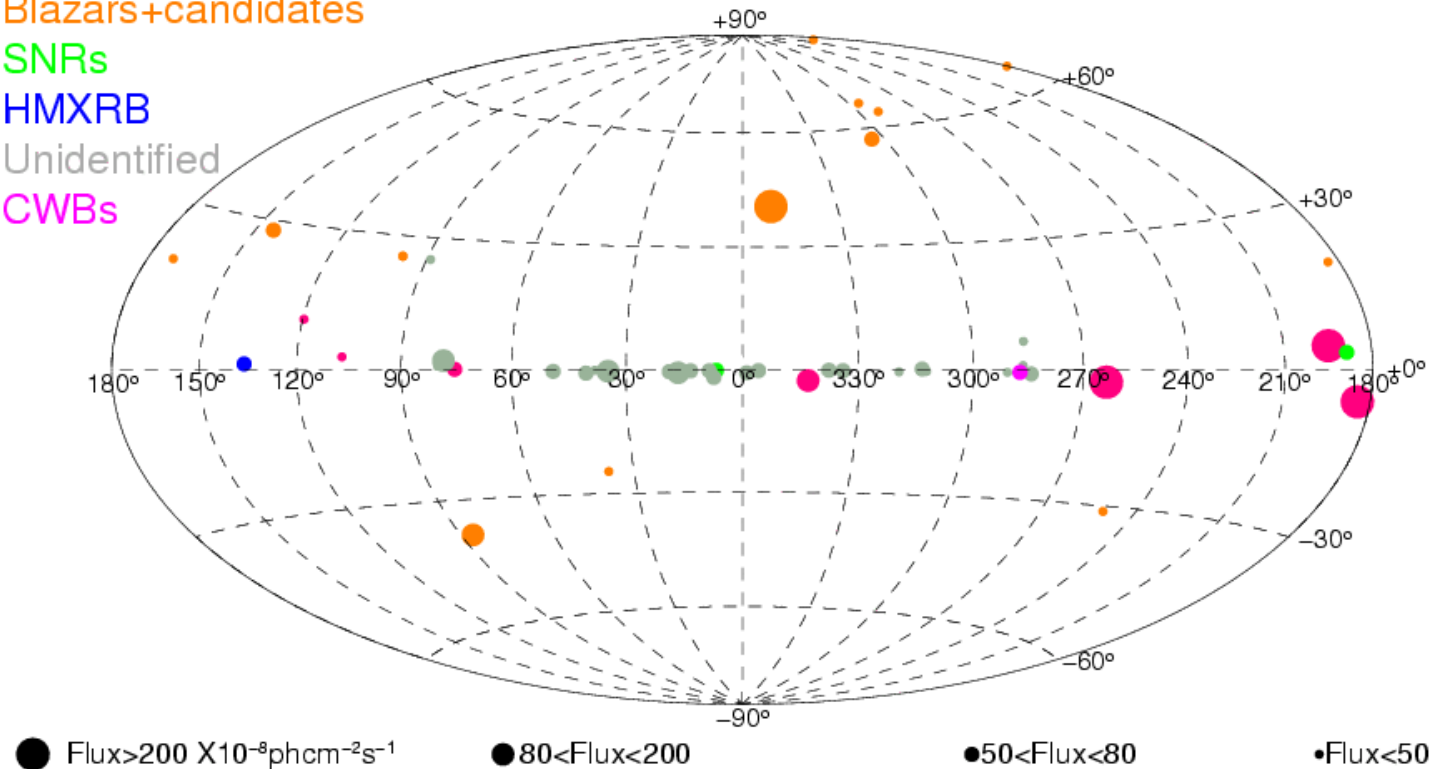 Blazars+candidates
SNRs
HMXRB
Unidentified
CWBs
+90°
+60°
+30°
180° 150° 120° 90° 60° 30° 0° 330° 300° 270° 240° 210° 180° +0°
−30°
−60°
−90°
Flux>200 X10⁻⁸phcm⁻²s⁻¹ 80<Flux<200 50<Flux<80 Flux<50